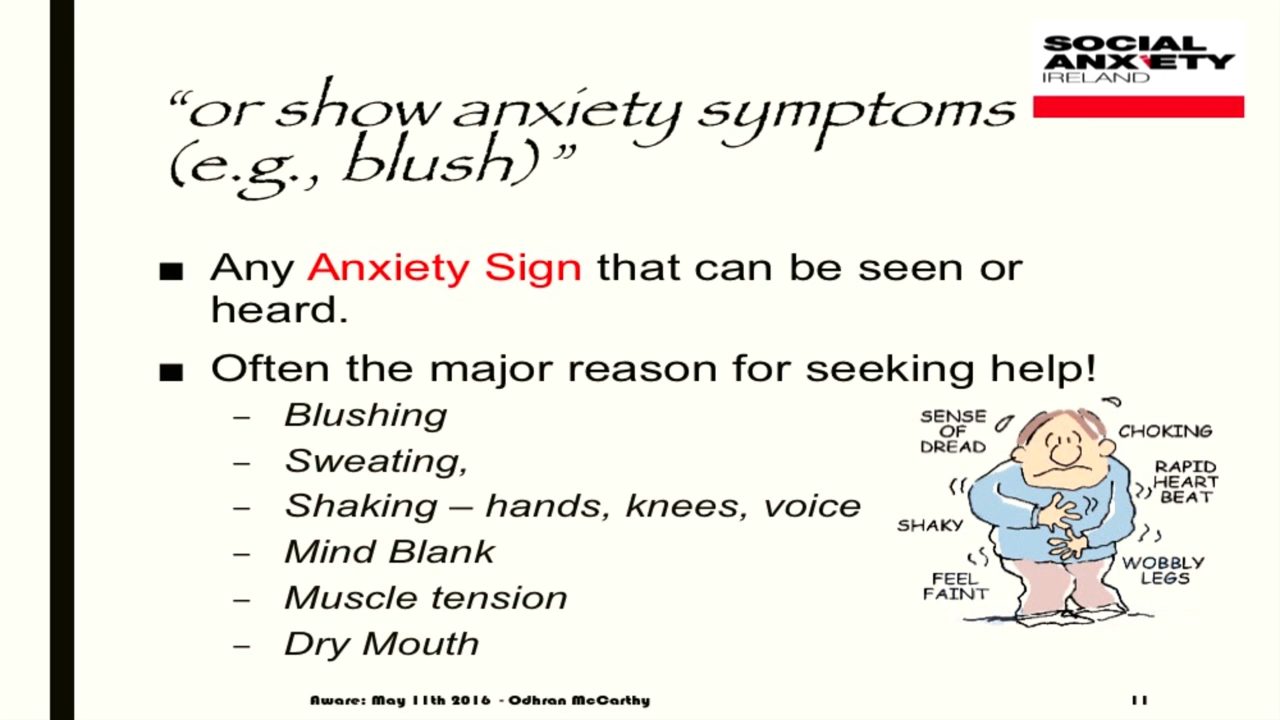 SOCIAL
ANXIETY
IRELAND
“or show anxiety symptoms
(e.g., blush)”
■ Any Anxiety Sign that can be seen or
heard.
■ Often the major reason for seeking help!
– Blushing
– Sweating,
– Shaking – hands, knees, voice
– Mind Blank
– Muscle tension
– Dry Mouth
SENSE
OF
DREAD
CHOKING
RAPID
HEART
BEAT
SHAKY
WOBBLY
LEGS
FEEL
FAINT
Aware: May 11th 2016 - Odhran McCarthy
11